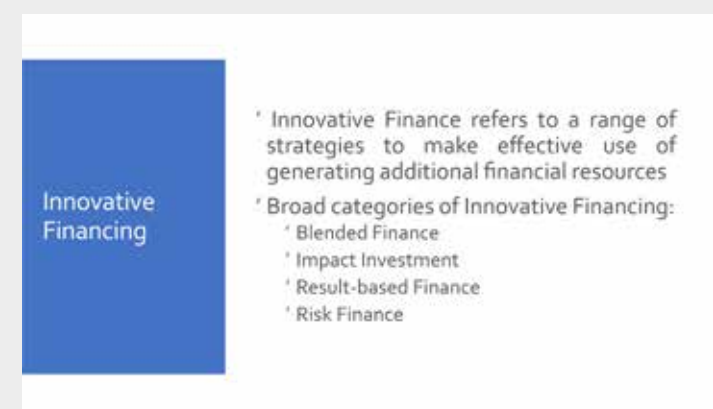 Innovative
Financing
' Innovative Finance refers to a range of
strategies to make effective use of
generating additional financial resources
' Broad categories of Innovative Financing:
' Blended Finance
' Impact Investment
' Result-based Finance
' Risk Finance